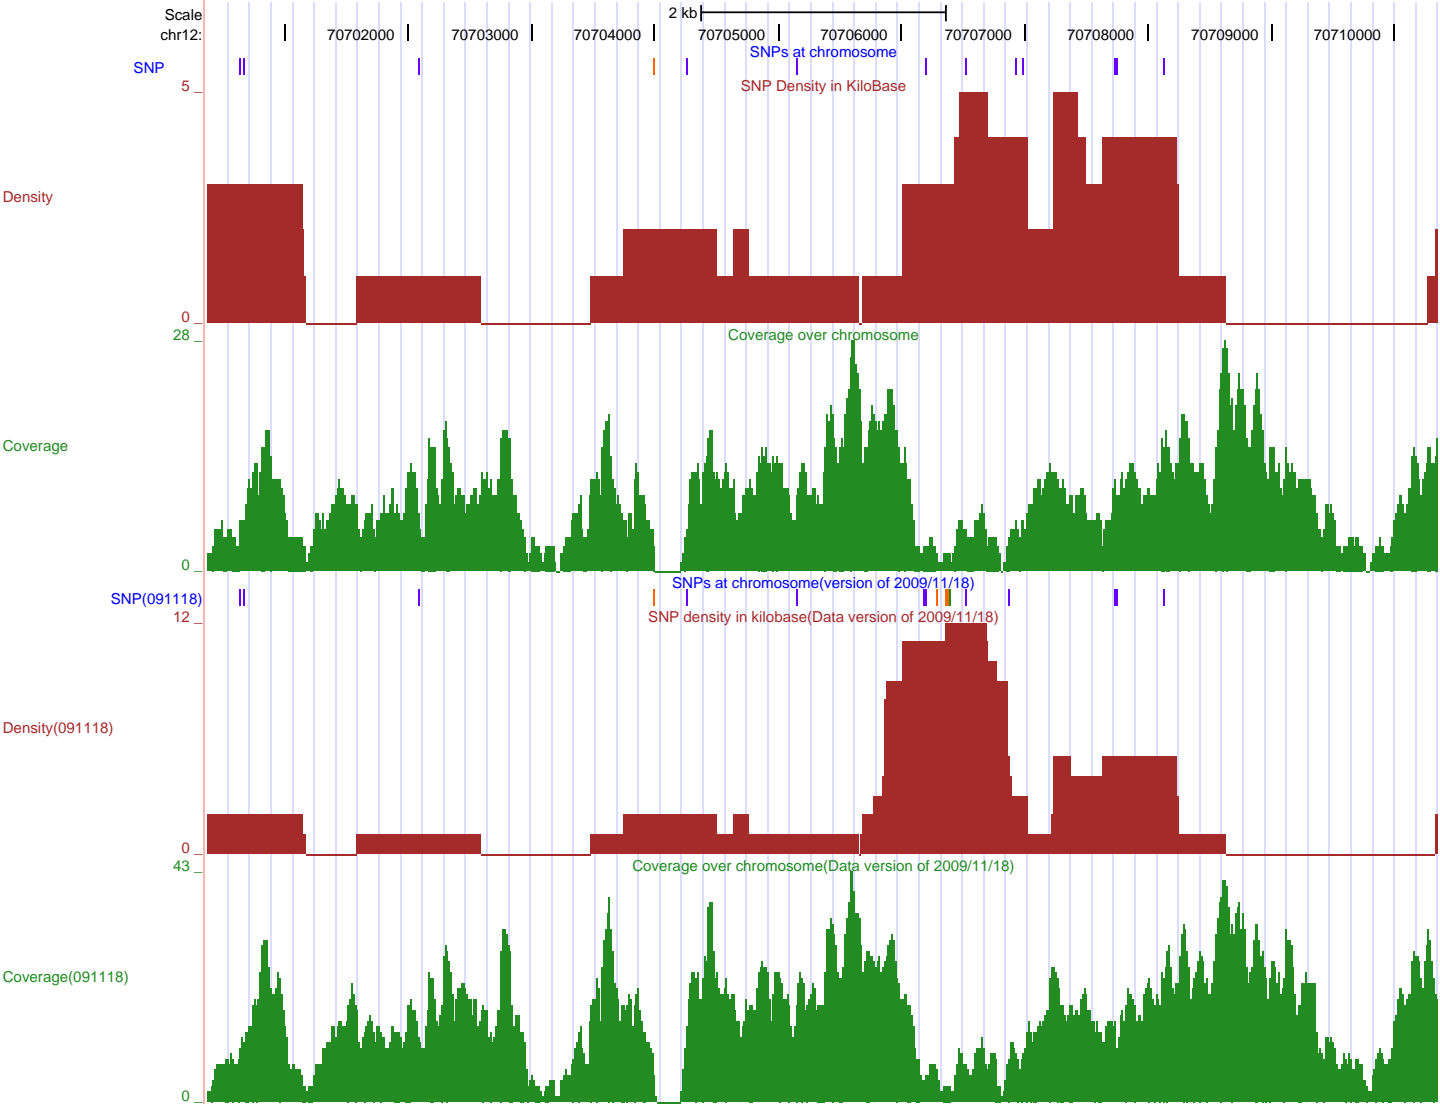 Scale 2 kb
chr12: 70702000 70703000 70704000 70705000 70706000 70707000 70708000 70709000 70710000
SNPs at chromosome
SNP
SNP Density in KiloBase
5 _
Density
0 _
Coverage over chromosome
28 _
Coverage
0 _
SNPs at chromosome(version of 2009/11/18)
SNP(091118)
SNP density in kilobase(Data version of 2009/11/18)
12 _
Density(091118)
0 _
Coverage over chromosome(Data version of 2009/11/18)
43 _
Coverage(091118)
0 _